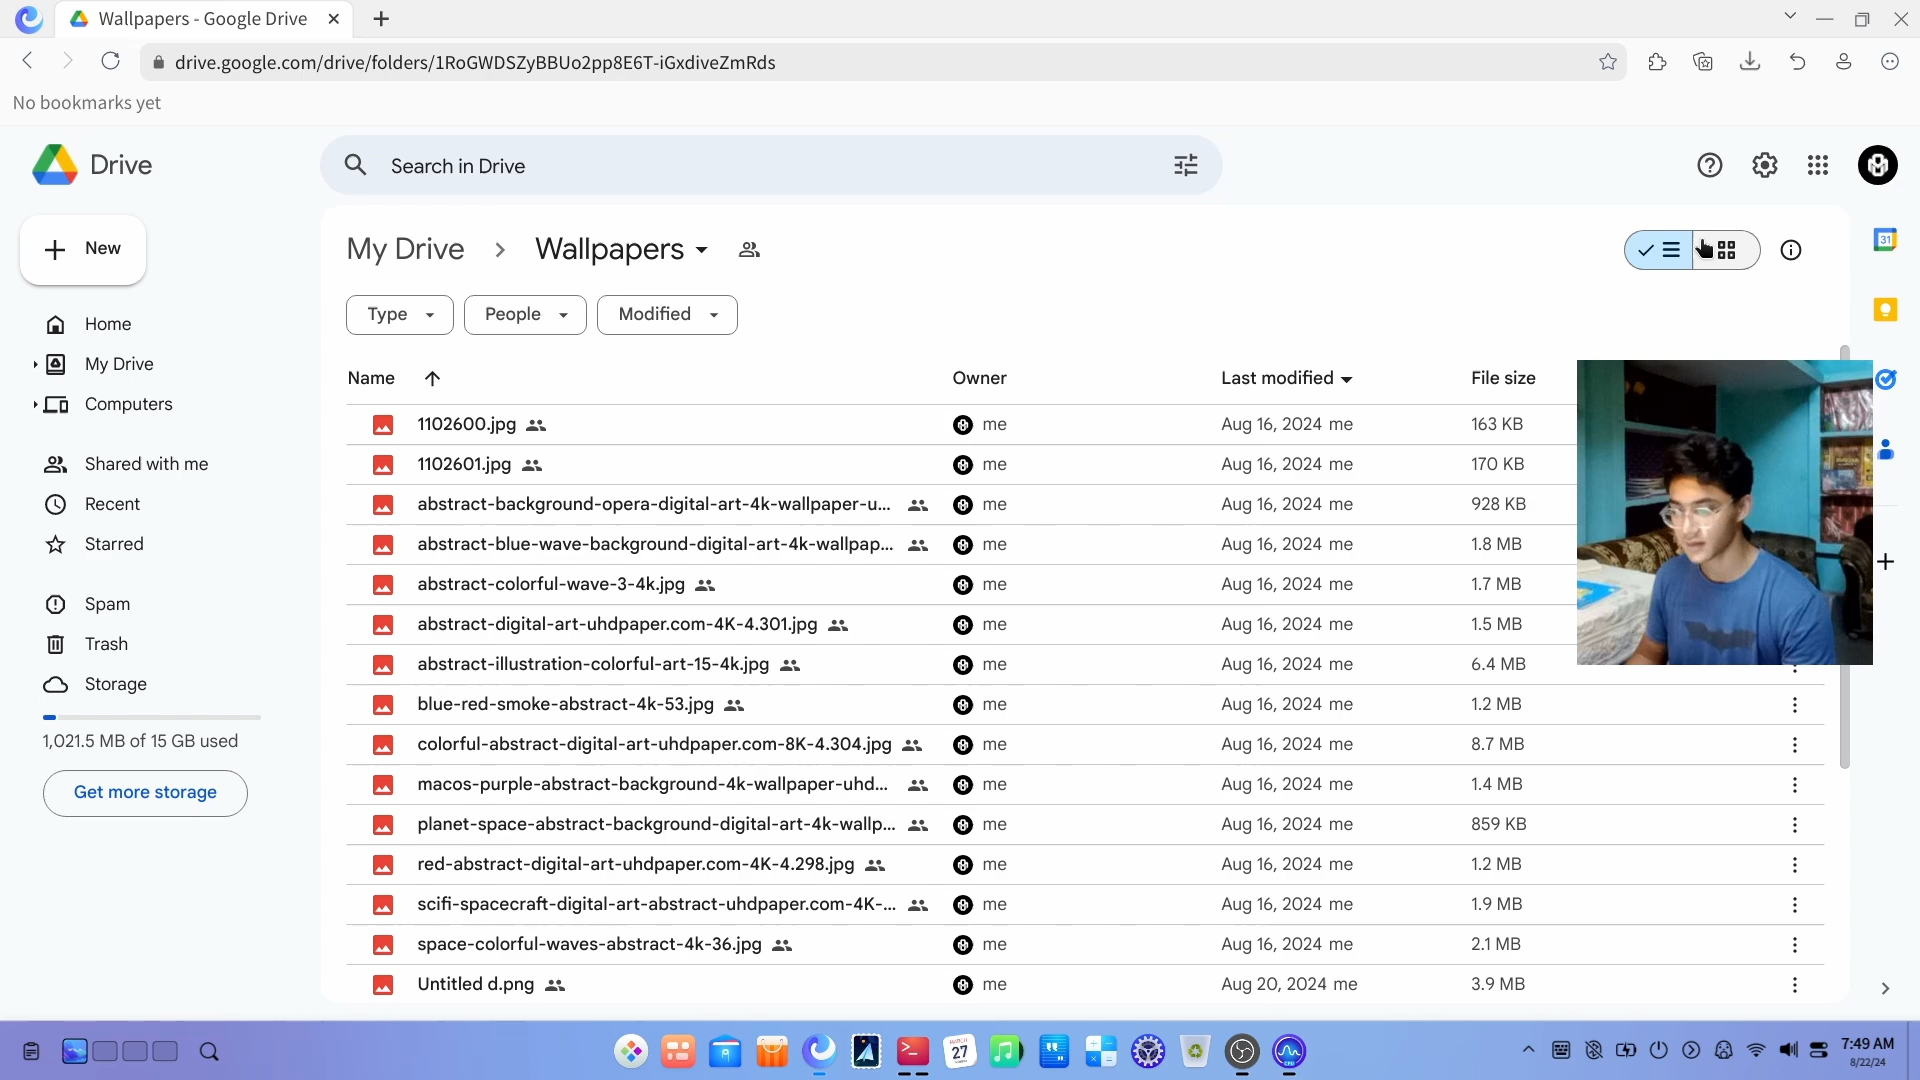 Wallpapers - Google Drive
drive.google.com/drive/folders/1RoGWDSZyBBUo2pp8E6T-iGxdiveZmRds
No bookmarks yet
Drive
Search in Drive
New
My Drive > Wallpapers
Type
People
Modified
Home
My Drive
Computers
Shared with me
Recent
Starred
Spam
Trash
Storage
1,021.5 MB of 15 GB used
Get more storage
Name Owner Last modified File size
1102600.jpg me Aug 16, 2024 me 163 KB
1102601.jpg me Aug 16, 2024 me 170 KB
abstract-background-opera-digital-art-4k-wallpaper-u... me Aug 16, 2024 me 928 KB
abstract-blue-wave-background-digital-art-4k-wallpap... me Aug 16, 2024 me 1.8 MB
abstract-colorful-wave-3-4k.jpg me Aug 16, 2024 me 1.7 MB
abstract-digital-art-uhdpaper.com-4K-4.301.jpg me Aug 16, 2024 me 1.5 MB
abstract-illustration-colorful-art-15-4k.jpg me Aug 16, 2024 me 6.4 MB
blue-red-smoke-abstract-4k-53.jpg me Aug 16, 2024 me 1.2 MB
colorful-abstract-digital-art-uhdpaper.com-8K-4.304.jpg me Aug 16, 2024 me 8.7 MB
macos-purple-abstract-background-4k-wallpaper-uhd... me Aug 16, 2024 me 1.4 MB
planet-space-abstract-background-digital-art-4k-wallp... me Aug 16, 2024 me 859 KB
red-abstract-digital-art-uhdpaper.com-4K-4.298.jpg me Aug 16, 2024 me 1.2 MB
scifi-spacecraft-digital-art-abstract-uhdpaper.com-4K-... me Aug 16, 2024 me 1.9 MB
space-colorful-waves-abstract-4k-36.jpg me Aug 16, 2024 me 2.1 MB
Untitled d.png me Aug 20, 2024 me 3.9 MB
31
MARCH
27
7:49 AM
8/22/24